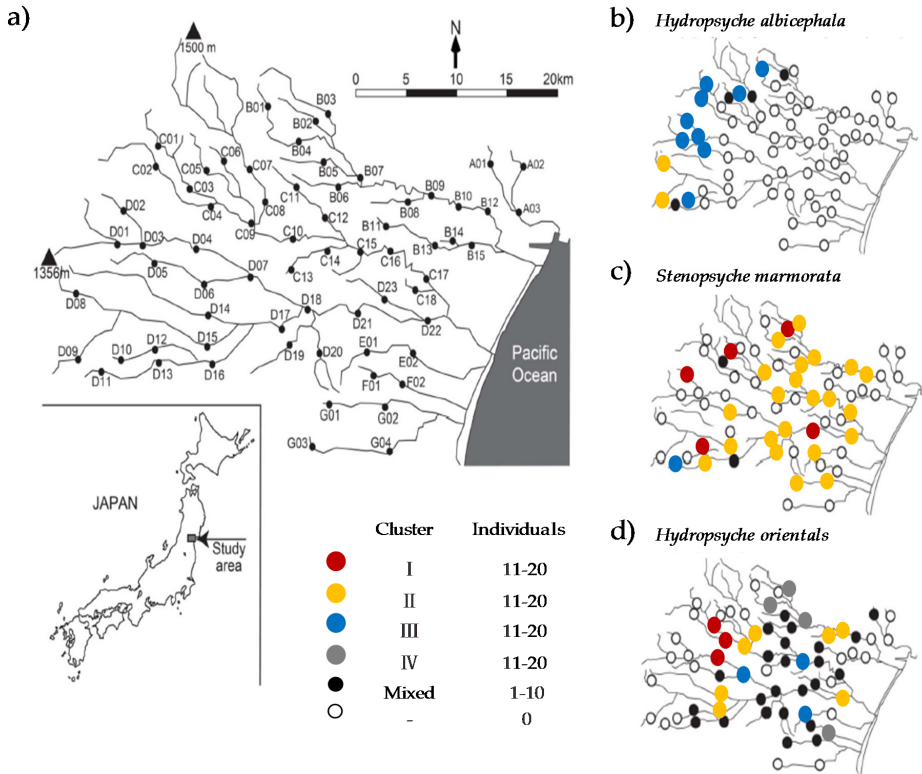 a)
1500 m
N
0 5 10 15 20km
B01
B03
B02
C01
B04
C06
C02
C05
C07
B05
B07
A01
A02
C03
C11
B06
B09
C04
C08
B08
B10
B12
A03
D02
C12
C09
B11
C10
B14
D01
D03
D04
C15
B13
B15
C14
C16
1356m
D05
D07
C13
C17
D06
C18
D08
D23
D14
D18
D17
D21
D22
D15
D12
D09
D10
D19
D20
E01
E02
D11
D13
D16
F01
F02
G01
G02
G03
G04
Pacific
Ocean
JAPAN
Study
area
Cluster Individuals
I 11-20
II 11-20
III 11-20
IV 11-20
Mixed 1-10
- 0
b) Hydropsyche albicephala
c) Stenopsyche marmorata
d) Hydropsyche orientals